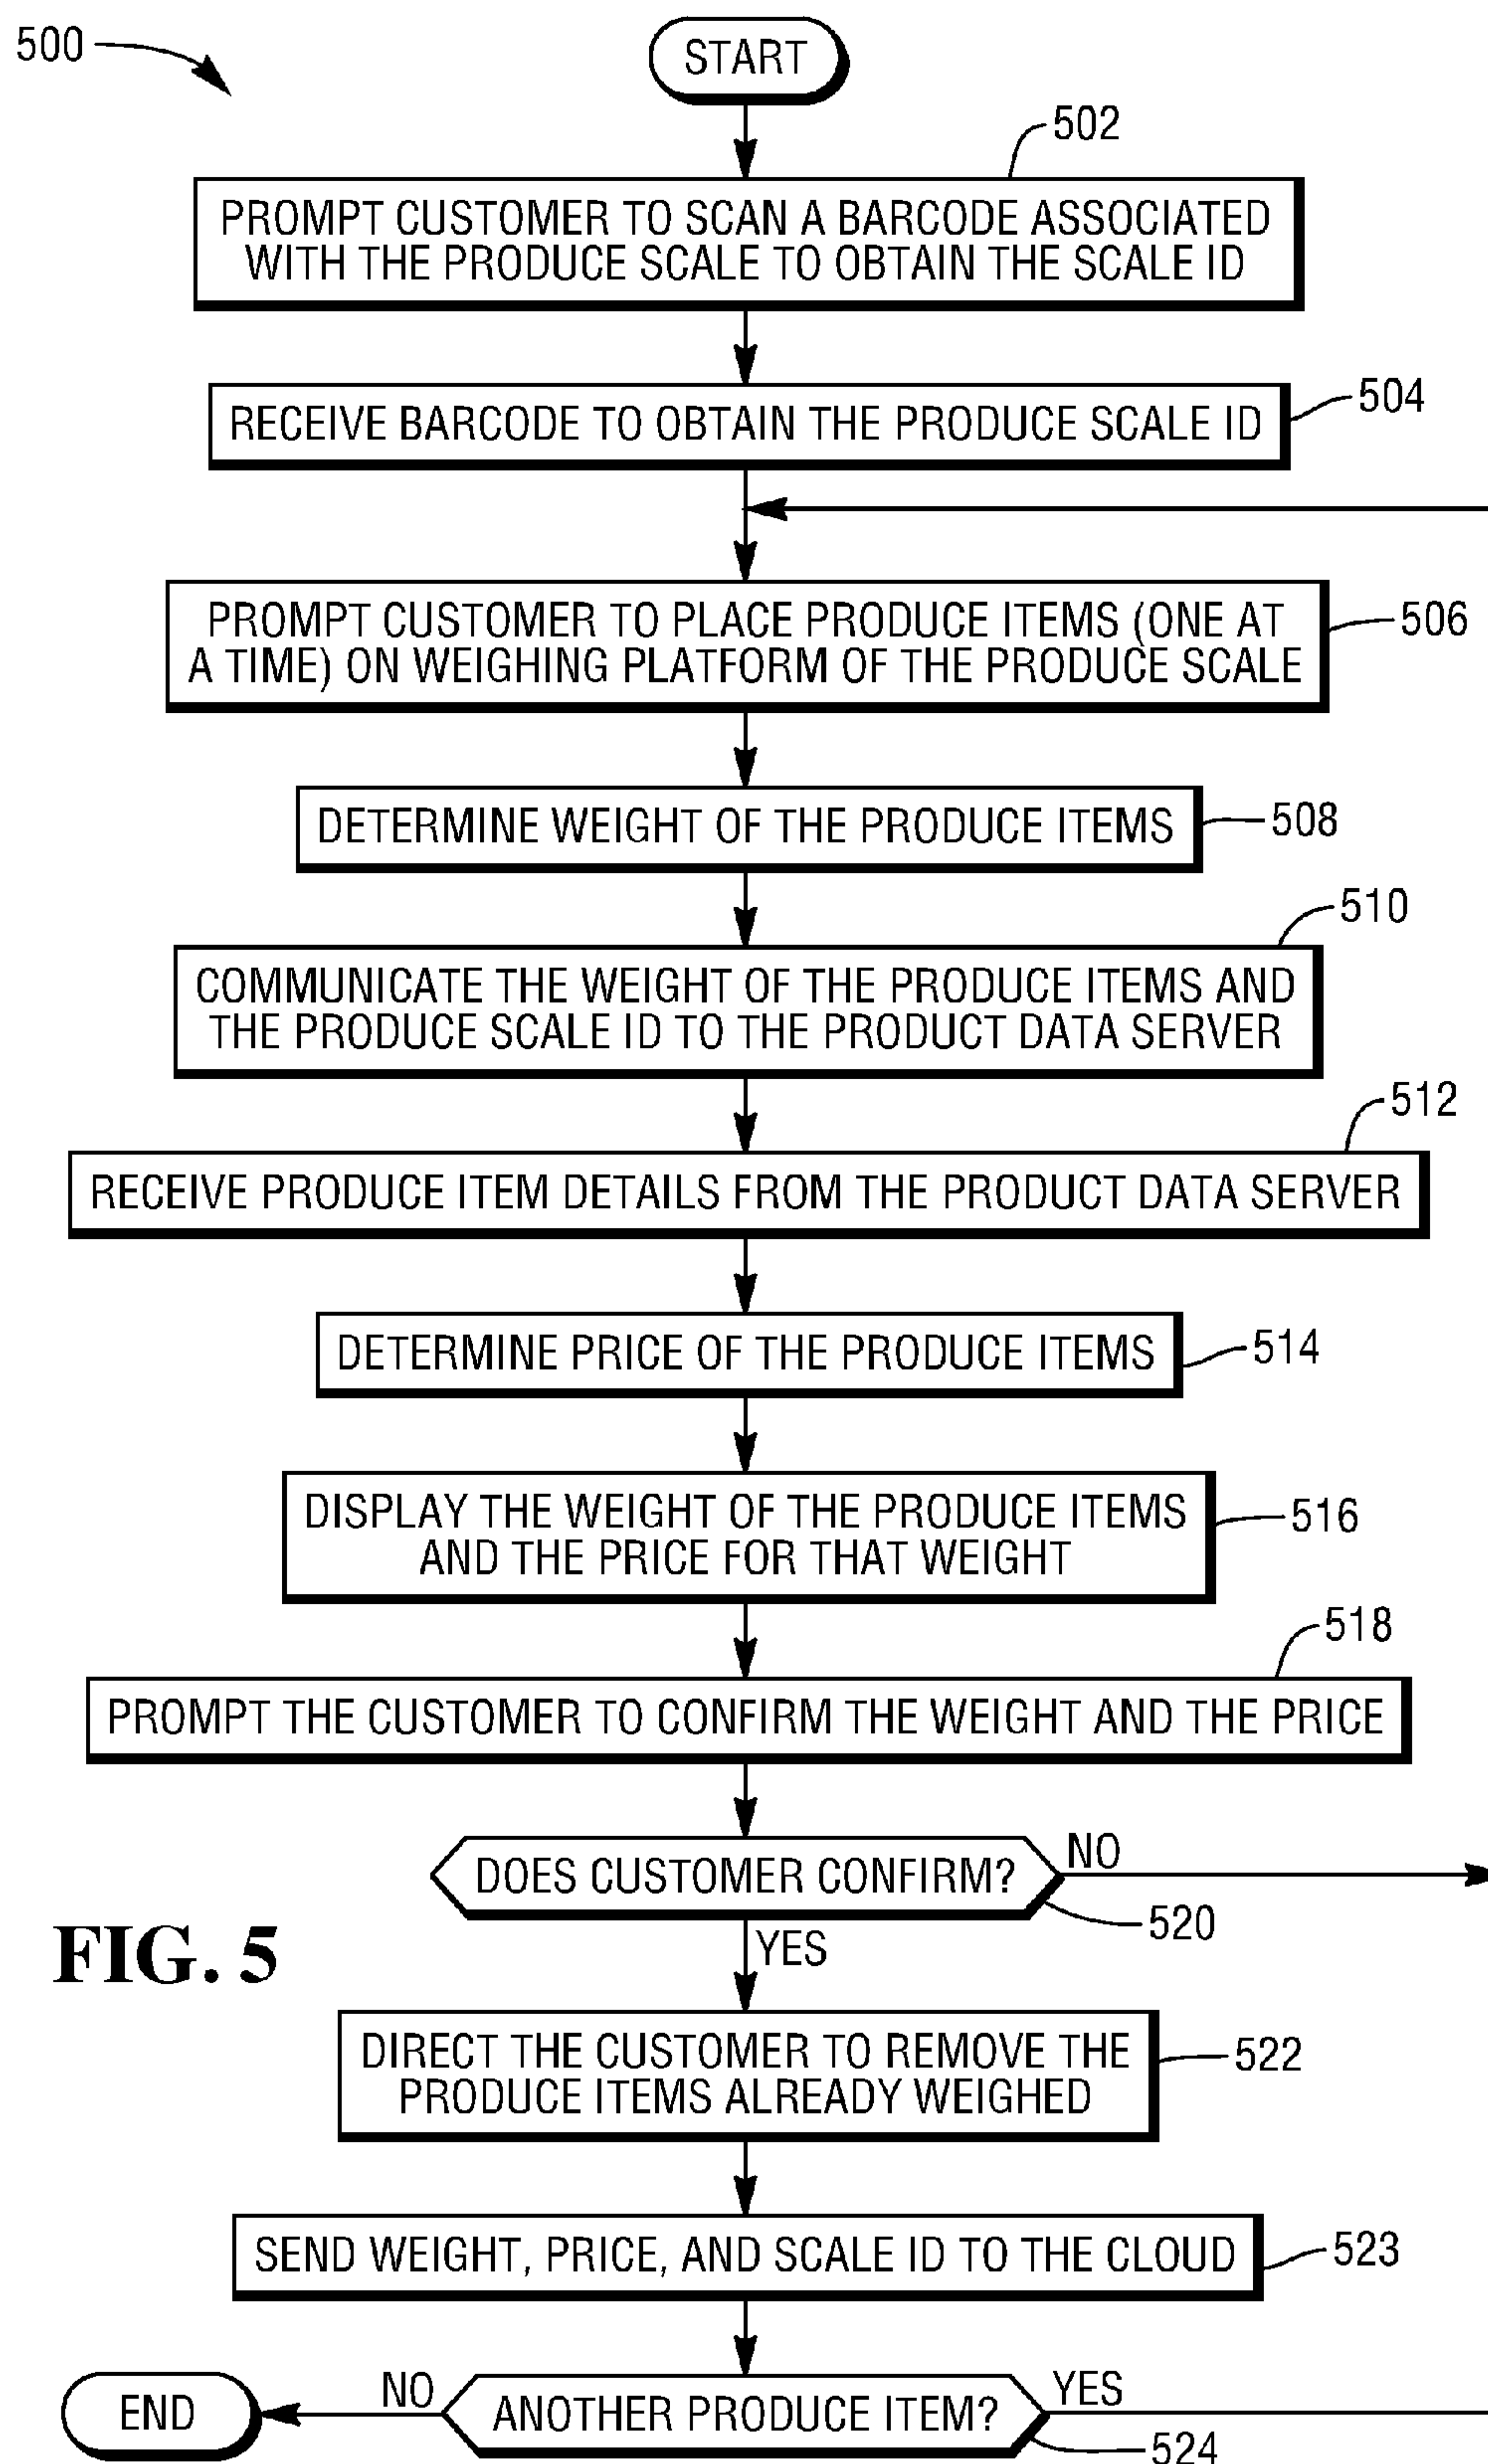 500
START
502
PROMPT CUSTOMER TO SCAN A BARCODE ASSOCIATED
WITH THE PRODUCE SCALE TO OBTAIN THE SCALE ID
RECEIVE BARCODE TO OBTAIN THE PRODUCE SCALE ID
504
PROMPT CUSTOMER TO PLACE PRODUCE ITEMS (ONE AT
A TIME) ON WEIGHING PLATFORM OF THE PRODUCE SCALE
506
DETERMINE WEIGHT OF THE PRODUCE ITEMS
508
510
COMMUNICATE THE WEIGHT OF THE PRODUCE ITEMS AND
THE PRODUCE SCALE ID TO THE PRODUCT DATA SERVER
512
RECEIVE PRODUCE ITEM DETAILS FROM THE PRODUCT DATA SERVER
DETERMINE PRICE OF THE PRODUCE ITEMS
514
DISPLAY THE WEIGHT OF THE PRODUCE ITEMS
AND THE PRICE FOR THAT WEIGHT
516
518
PROMPT THE CUSTOMER TO CONFIRM THE WEIGHT AND THE PRICE
DOES CUSTOMER CONFIRM?
NO
520
YES
FIG. 5
DIRECT THE CUSTOMER TO REMOVE THE
PRODUCE ITEMS ALREADY WEIGHED
522
SEND WEIGHT, PRICE, AND SCALE ID TO THE CLOUD
523
END
NO
ANOTHER PRODUCE ITEM?
YES
524